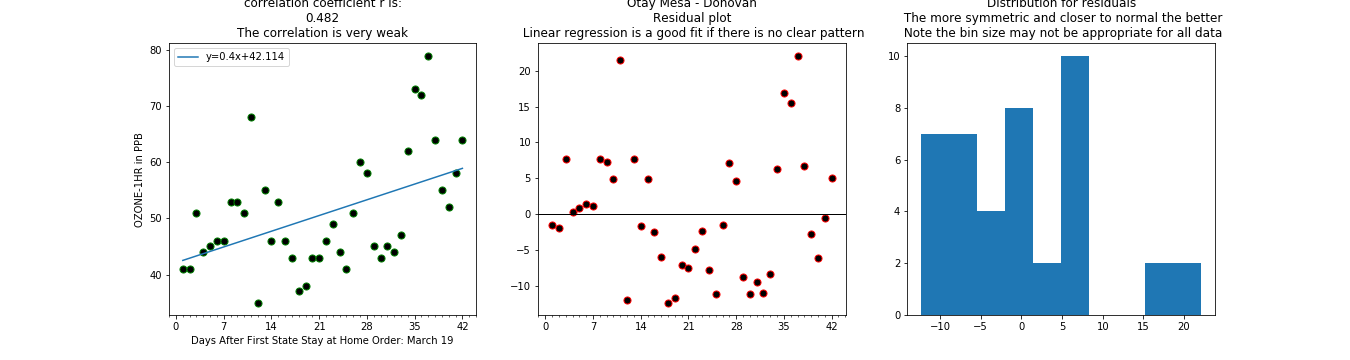 correlation coefficient r is:
0.482
The correlation is very weak
y=0.4x+42.114
80
70
60
50
40
OZONE-1HR in PPB
0 7 14 21 28 35 42
Days After First State Stay at Home Order: March 19
Otay Mesa - Donovan
Residual plot
Linear regression is a good fit if there is no clear pattern
20
15
10
5
0
−5
−10
0 7 14 21 28 35 42
Distribution for residuals
The more symmetric and closer to normal the better
Note the bin size may not be appropriate for all data
10
8
6
4
2
0
−10 −5 0 5 10 15 20